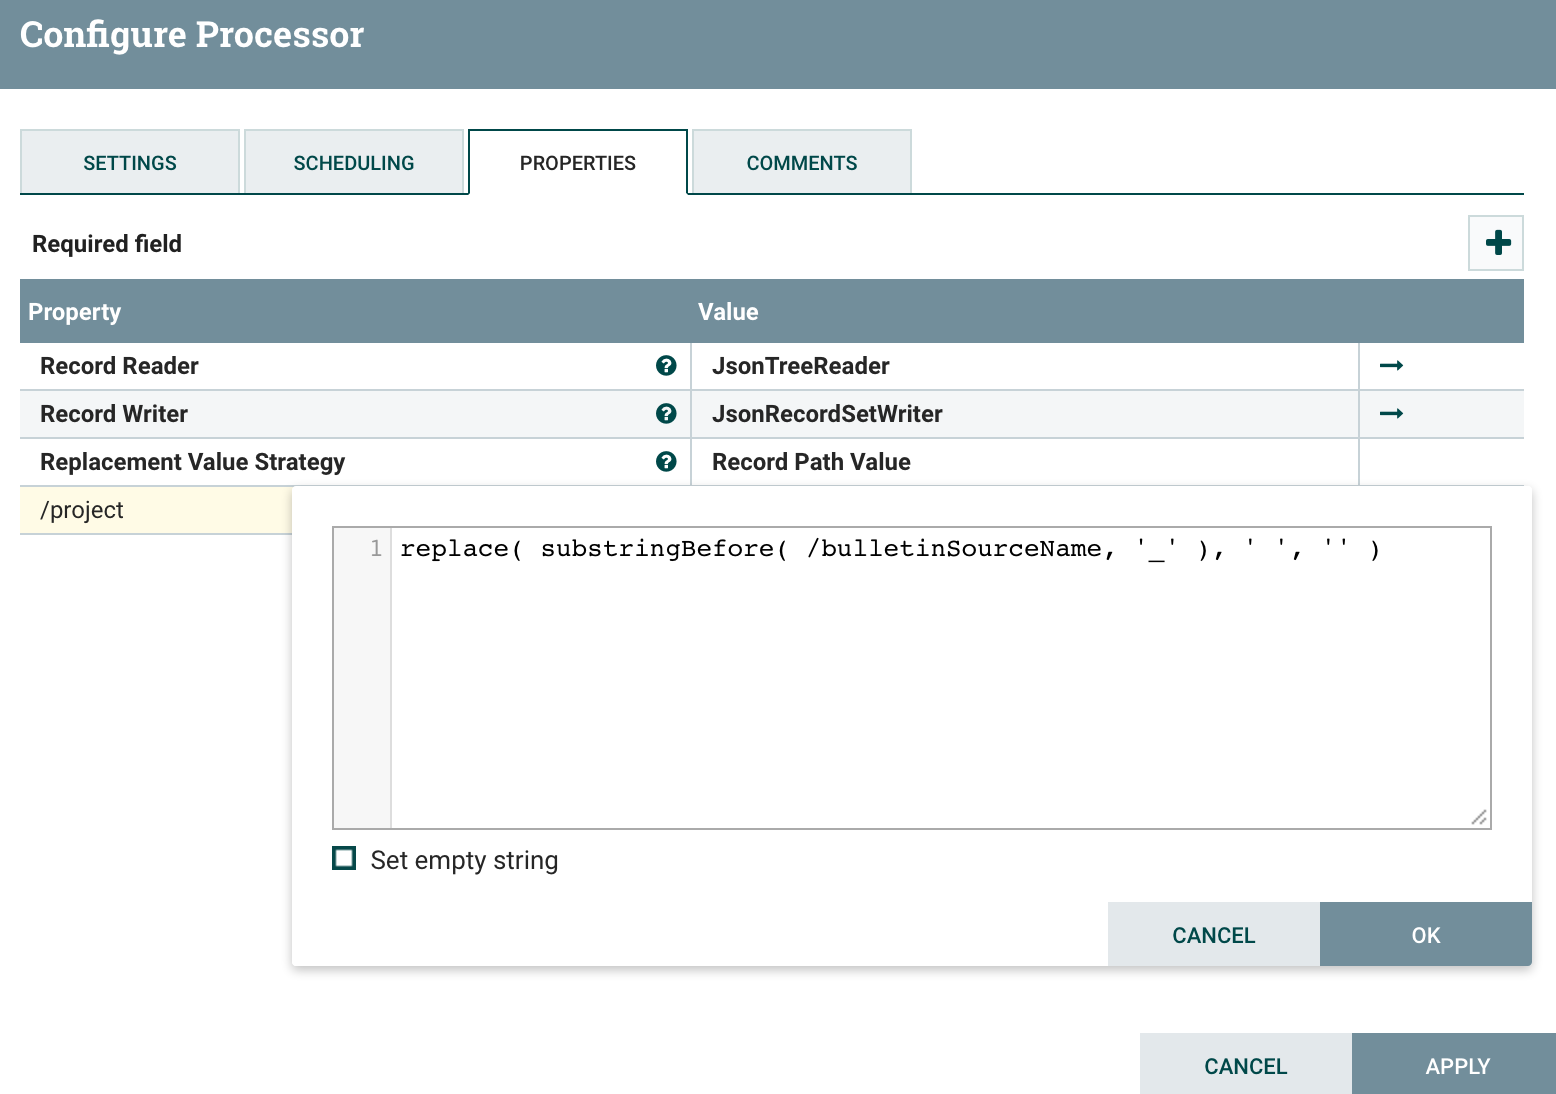 Configure Processor
SETTINGS
SCHEDULING
PROPERTIES
COMMENTS
Required field
Property
Value
Record Reader
JsonTreeReader
Record Writer
JsonRecordSetWriter
Replacement Value Strategy
Record Path Value
/project
1
replace( substringBefore( /bulletinSourceName, '_' ), ' ', '' )
Set empty string
CANCEL
OK
CANCEL
APPLY